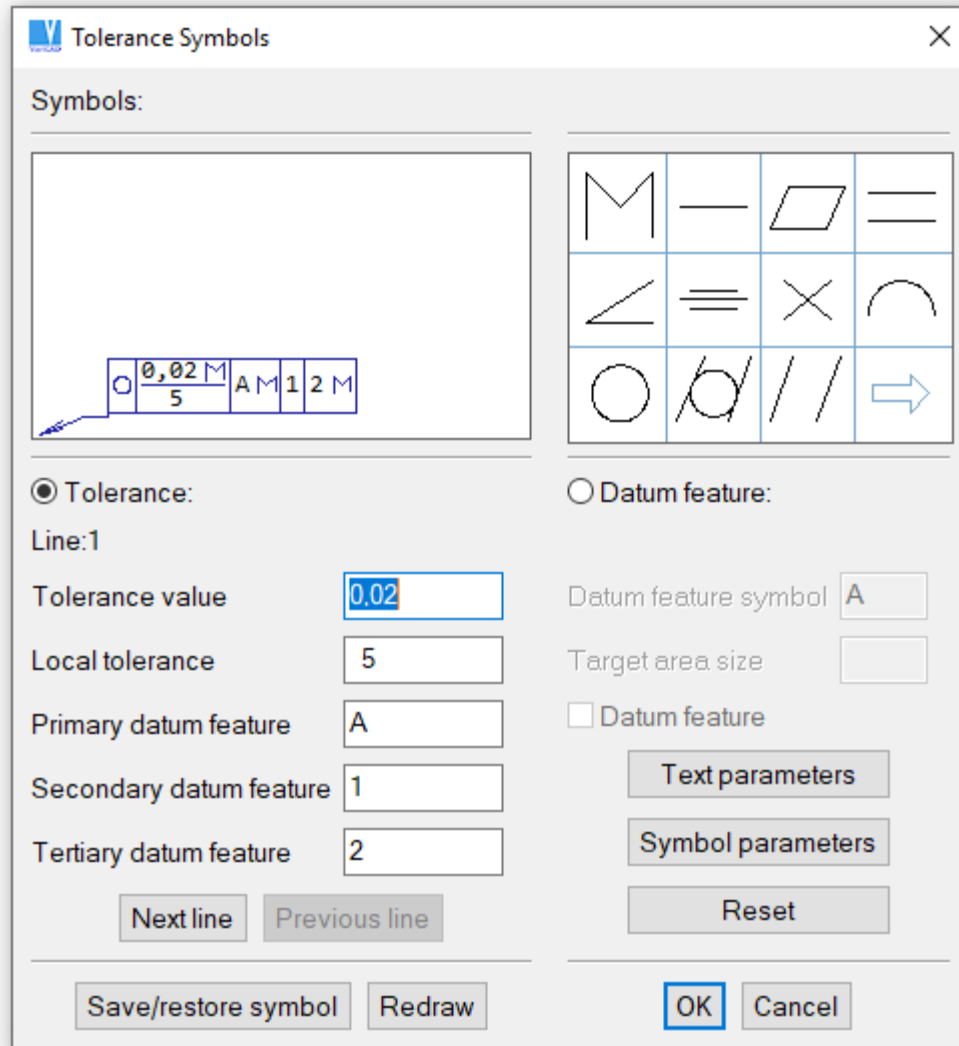 Tolerance Symbols
Symbols:
0,02 M
5
A M 1 2 M
M
Tolerance:
Datum feature:
Line:1
Tolerance value 0.02
Datum feature symbol A
Local tolerance 5
Target area size
Primary datum feature A
Datum feature
Secondary datum feature 1
Text parameters
Tertiary datum feature 2
Symbol parameters
Next line Previous line
Reset
Save/restore symbol Redraw
OK Cancel